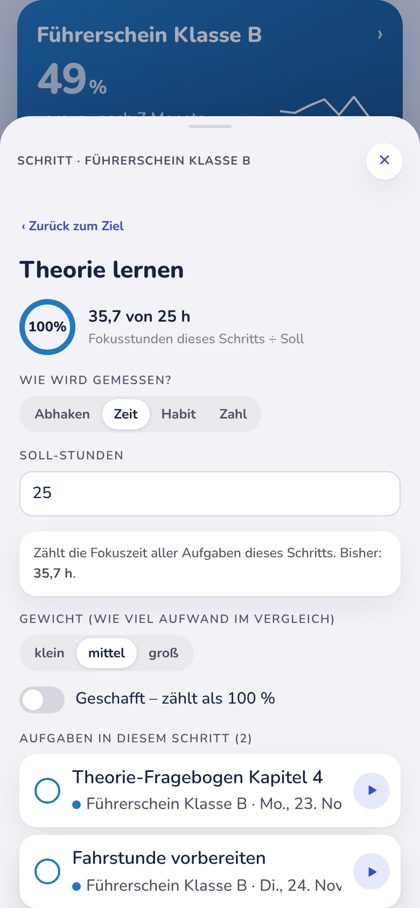 Führerschein Klasse B
49 %
SCHRITT · FÜHRERSCHEIN KLASSE B
‹ Zurück zum Ziel
Theorie lernen
100%
35,7 von 25 h
Fokusstunden dieses Schritts ÷ Soll
WIE WIRD GEMESSEN?
Abhaken Zeit Habit Zahl
SOLL-STUNDEN
25
Zählt die Fokuszeit aller Aufgaben dieses Schritts. Bisher:
35,7 h.
GEWICHT (WIE VIEL AUFWAND IM VERGLEICH)
klein mittel groß
Geschafft – zählt als 100 %
AUFGABEN IN DIESEM SCHRITT (2)
Theorie-Fragebogen Kapitel 4
Führerschein Klasse B · Mo., 23. No
Fahrstunde vorbereiten
Führerschein Klasse B · Di., 24. Nov